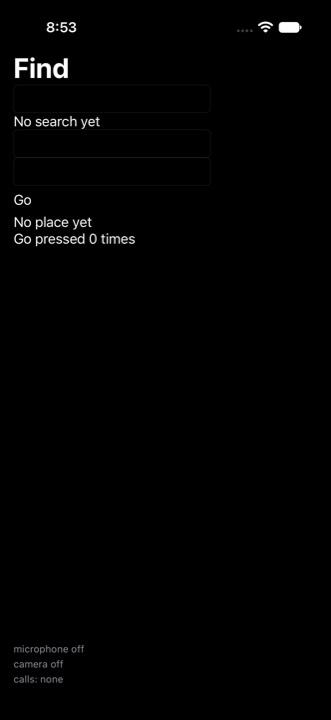 8:53
Find
No search yet
Go
No place yet
Go pressed 0 times
microphone off
camera off
calls: none